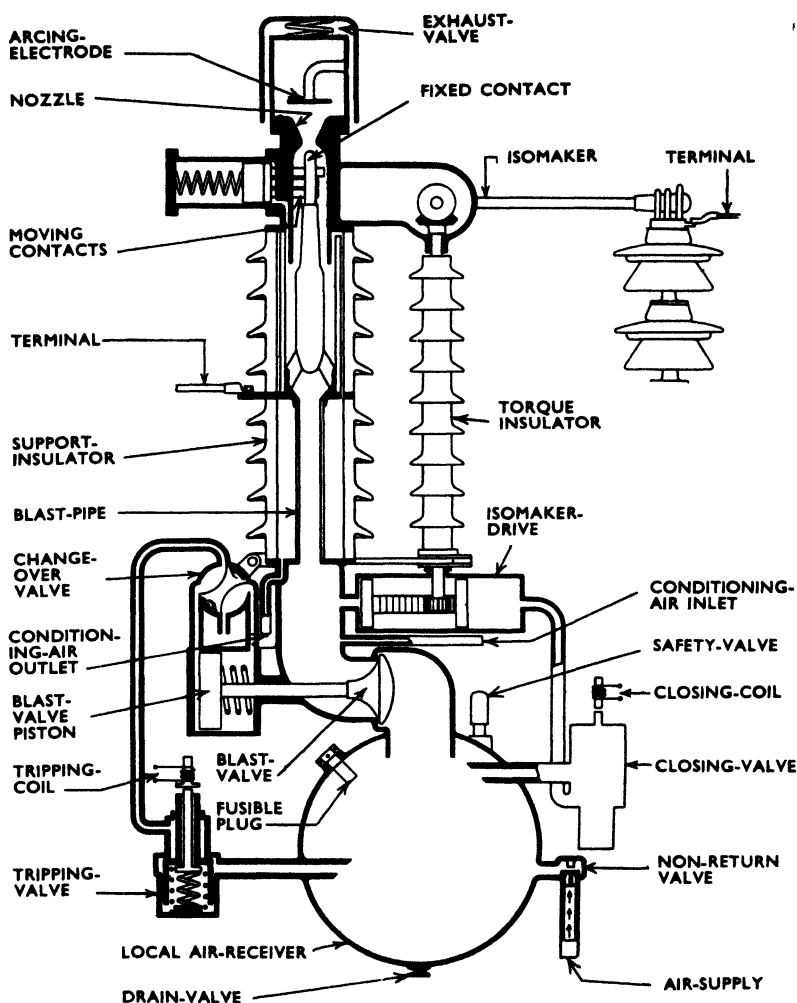 ARCING-
ELECTRODE
EXHAUST-
VALVE
NOZZLE
FIXED CONTACT
ISOMAKER
TERMINAL
MOVING
CONTACTS
TERMINAL
TORQUE
INSULATOR
SUPPORT-
INSULATOR
BLAST-PIPE
ISOMAKER-
DRIVE
CHANGE-
OVER
VALVE
CONDITIONING-
AIR INLET
CONDITION-
ING-AIR
OUTLET
SAFETY-VALVE
CLOSING-COIL
BLAST-
VALVE
PISTON
BLAST-
VALVE
TRIPPING-
COIL
CLOSING-VALVE
FUSIBLE
PLUG
TRIPPING-
VALVE
NON-RETURN
VALVE
LOCAL AIR-RECEIVER
AIR-SUPPLY
DRAIN-VALVE